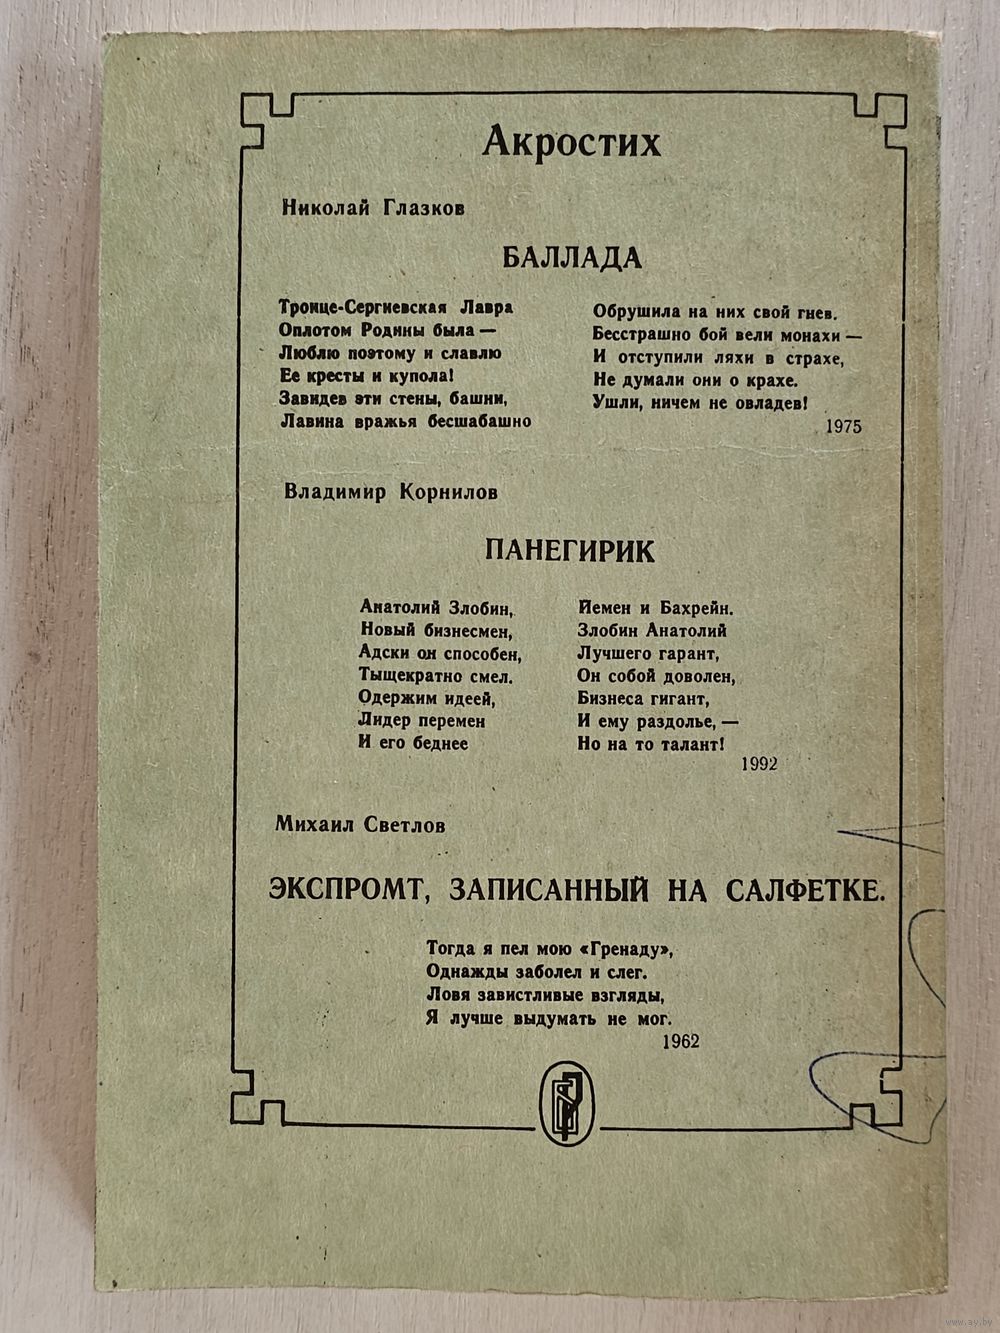 Акростих
Николай Глазков
БАЛЛАДА
Троице-Сергиевская Лавра
Оплотом Родины была —
Люблю поэтому и славлю
Ее кресты и купола!
Завидев эти стены, башни,
Лавина вражья бесшабашно
Обрушила на них свой гнев.
Бесстрашно бой вели монахи —
И отступили ляхи в страхе,
Не думали они о крахе.
Ушли, ничем не овладев!
1975
Владимир Корнилов
ПАНЕГИРИК
Анатолий Злобин,
Новый бизнесмен,
Адски он способен,
Тыщекратно смел.
Одержим идеей,
Лидер перемен
И его беднее
Йемен и Бахрейн.
Злобин Анатолий
Лучшего гарант,
Он собой доволен,
Бизнеса гигант,
И ему раздолье, —
Но на то талант!
1992
Михаил Светлов
ЭКСПРОМТ, ЗАПИСАННЫЙ НА САЛФЕТКЕ.
Тогда я пел мою «Гренаду»,
Однажды заболел и слег.
Ловя завистливые взгляды,
Я лучше выдумать не мог.
1962
www.ay.by